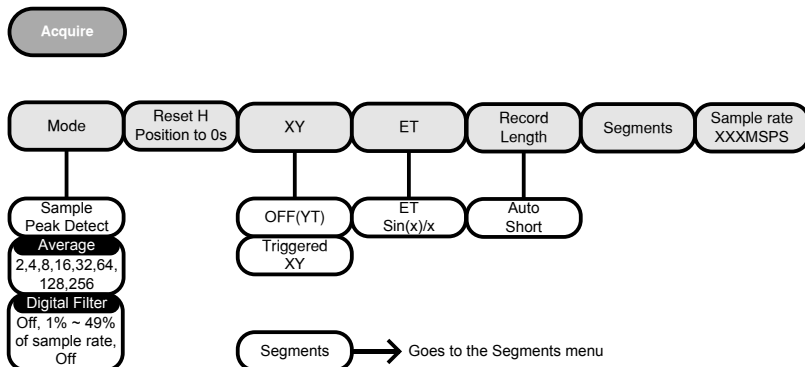 Acquire
Mode
Reset H
Position to 0s
XY
ET
Record
Length
Segments
Sample rate
XXXMSPS
Sample
Peak Detect
Average
2,4,8,16,32,64,
128,256
Digital Filter
Off, 1% ~ 49%
of sample rate,
Off
OFF(YT)
Triggered
XY
ET
Sin(x)/x
Auto
Short
Segments
Goes to the Segments menu